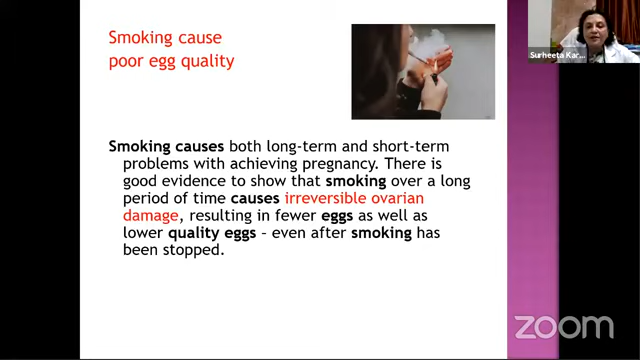 Smoking cause
poor egg quality
Surheeta Kar...
Smoking causes both long-term and short-term
problems with achieving pregnancy. There is
good evidence to show that smoking over a long
period of time causes irreversible ovarian
damage, resulting in fewer eggs as well as
lower quality eggs – even after smoking has
been stopped.
zoom